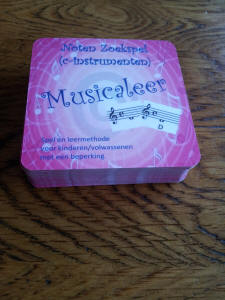 Noten Zoekspel
(c-instrumenten)
Musicaleer
D
Spel en leermethode
voor kinderen/volwassenen
met een beperking